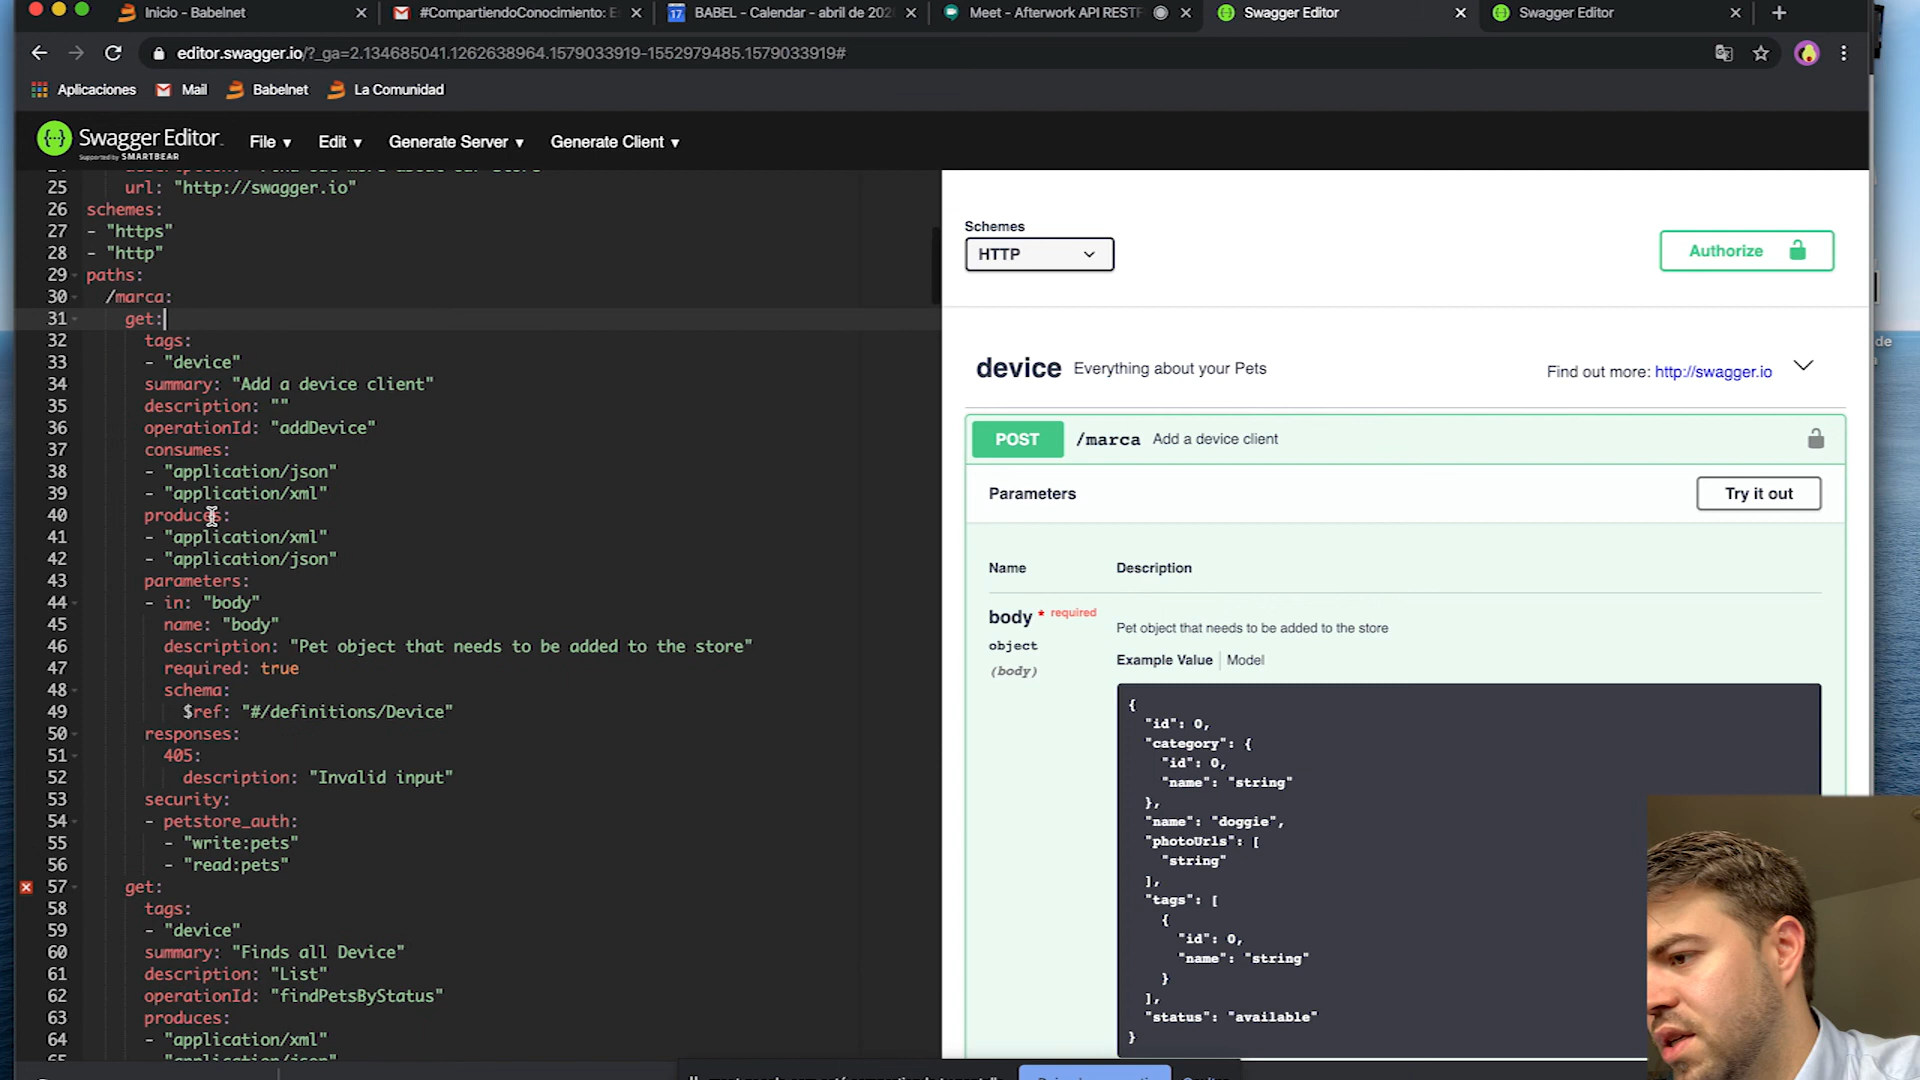 Inicio - Babelnet
#CompartiendoConocimiento: E
BABEL - Calendar - abril de 202
Meet - Afterwork API RESTF
Swagger Editor
Swagger Editor
editor.swagger.io/?_ga=2.134685041.1262638964.1579033919-1552979485.1579033919#
Aplicaciones
Mail
Babelnet
La Comunidad
Swagger Editor
Supported by SMARTBEAR
File
Edit
Generate Server
Generate Client
25 url: "http://swagger.io"
26 schemes:
27 - "https"
28 - "http"
29 paths:
30 /marca:
31 get:
32 tags:
33 - "device"
34 summary: "Add a device client"
35 description: ""
36 operationId: "addDevice"
37 consumes:
38 - "application/json"
39 - "application/xml"
40 produces:
41 - "application/xml"
42 - "application/json"
43 parameters:
44 - in: "body"
45 name: "body"
46 description: "Pet object that needs to be added to the store"
47 required: true
48 schema:
49 $ref: "#/definitions/Device"
50 responses:
51 405:
52 description: "Invalid input"
53 security:
54 - petstore_auth:
55 - "write:pets"
56 - "read:pets"
57 get:
58 tags:
59 - "device"
60 summary: "Finds all Device"
61 description: "List"
62 operationId: "findPetsByStatus"
63 produces:
64 - "application/xml"
65 "application/json"
Schemes
HTTP
Authorize
device Everything about your Pets
Find out more: http://swagger.io
POST /marca Add a device client
Parameters
Try it out
Name Description
body * required
object
(body)
Pet object that needs to be added to the store
Example Value | Model
{
"id": 0,
"category": {
"id": 0,
"name": "string"
},
"name": "doggie",
"photoUrls": [
"string"
],
"tags": [
{
"id": 0,
"name": "string"
}
],
"status": "available"
}
de